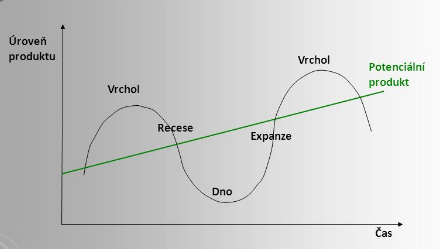 Úroveň
produktu
Vrchol
Vrchol
Potenciální
produkt
Recese
Expanze
Dno
Čas